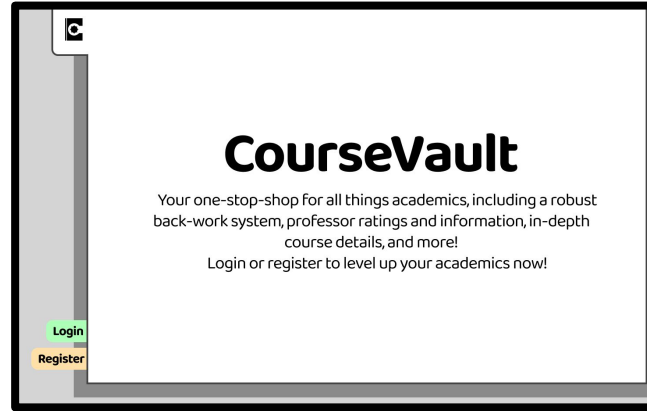 CourseVault
Your one-stop-shop for all things academics, including a robust
back-work system, professor ratings and information, in-depth
course details, and more!
Login or register to level up your academics now!
Login
Register